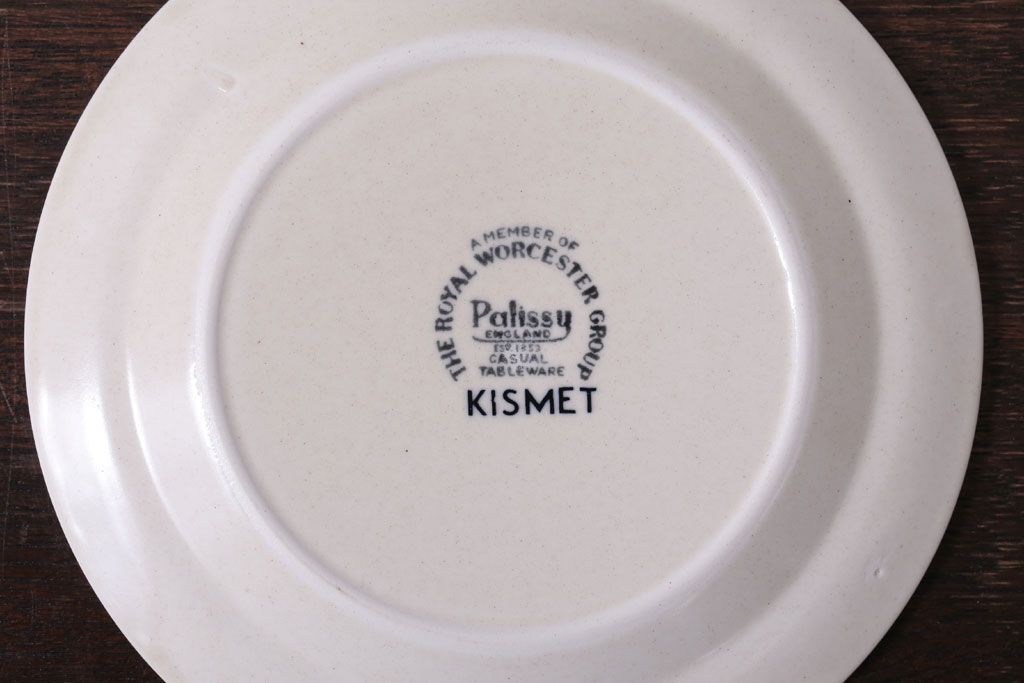 A MEMBER OF
THE ROYAL WORCESTER GROUP
Palissy
ENGLAND
EST. 1853
CASUAL
TABLEWARE
KISMET